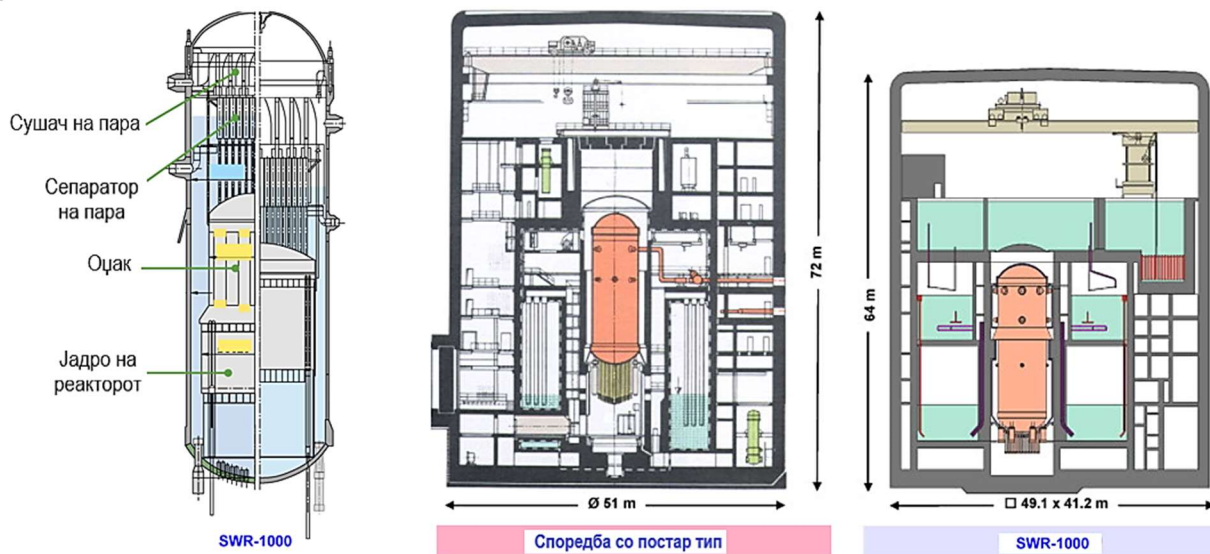 Сушач на пара
Сепаратор
на пара
Оџак
Јадро на
реакторот
SWR-1000
72 m
Ø 51 m
Споредба со постар тип
64 m
□ 49.1 x 41.2 m
SWR-1000